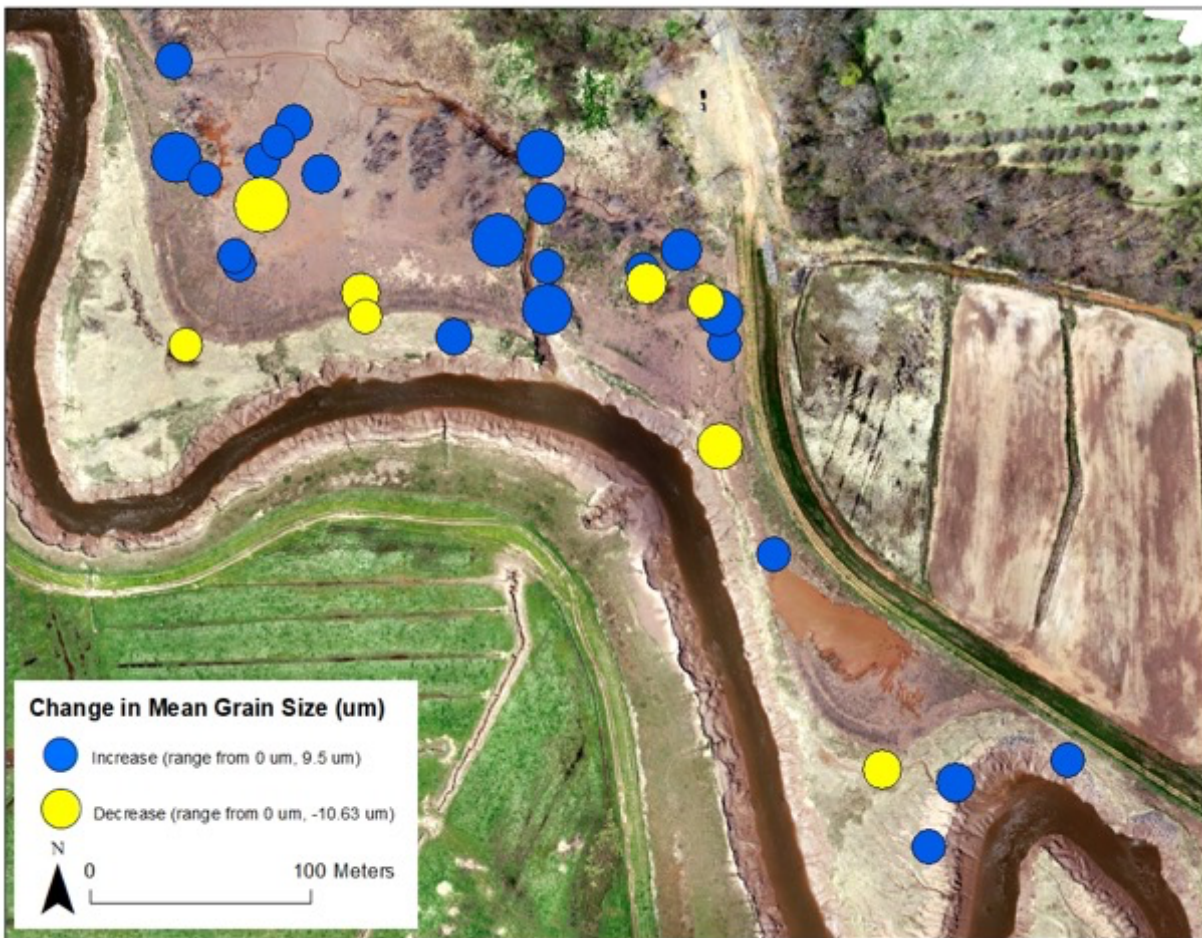 Change in Mean Grain Size (um)
Increase (range from 0 um, 9.5 um)
Decrease (range from 0 um, -10.63 um)
N
0 100 Meters